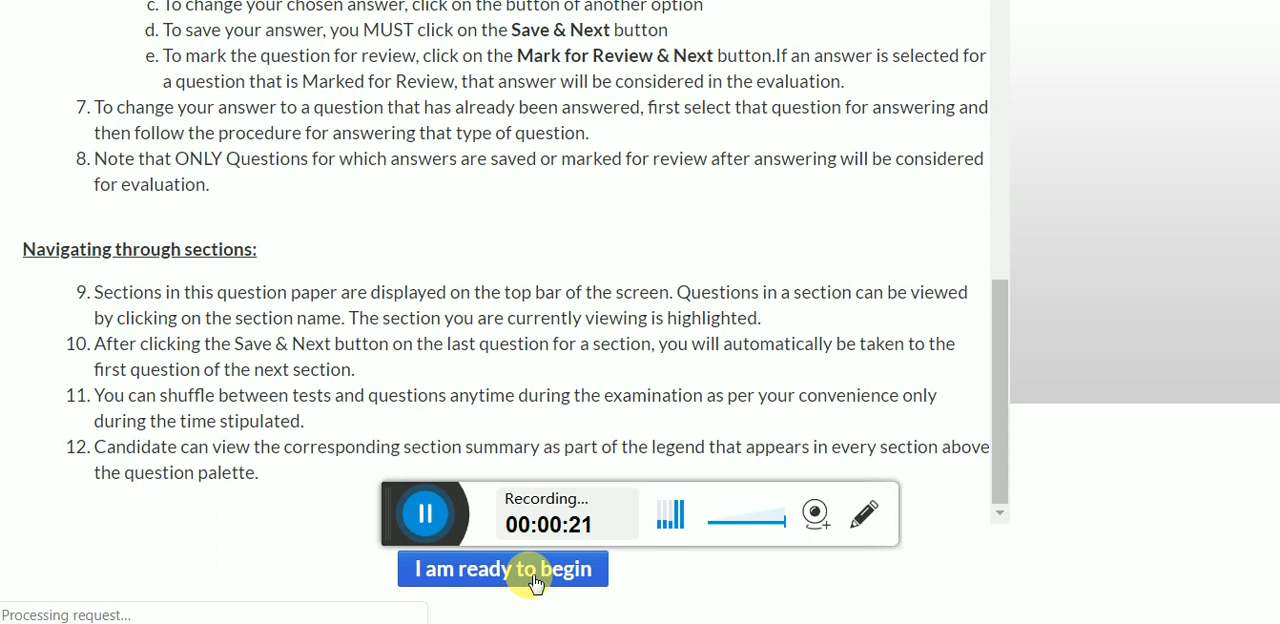 c. To change your chosen answer, click on the button of another option
d. To save your answer, you MUST click on the Save & Next button
e. To mark the question for review, click on the Mark for Review & Next button.If an answer is selected for
a question that is Marked for Review, that answer will be considered in the evaluation.
7. To change your answer to a question that has already been answered, first select that question for answering and
then follow the procedure for answering that type of question.
8. Note that ONLY Questions for which answers are saved or marked for review after answering will be considered
for evaluation.
Navigating through sections:
9. Sections in this question paper are displayed on the top bar of the screen. Questions in a section can be viewed
by clicking on the section name. The section you are currently viewing is highlighted.
10. After clicking the Save & Next button on the last question for a section, you will automatically be taken to the
first question of the next section.
11. You can shuffle between tests and questions anytime during the examination as per your convenience only
during the time stipulated.
12. Candidate can view the corresponding section summary as part of the legend that appears in every section above
the question palette.
Recording...
00:00:21
I am ready to begin
Processing request...